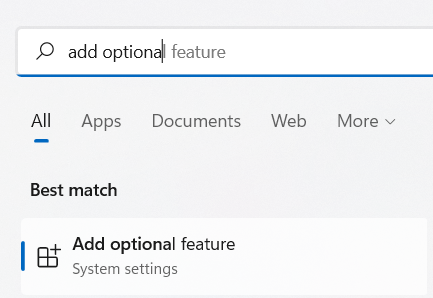 add optional feature
All Apps Documents Web More
Best match
Add optional feature
System settings